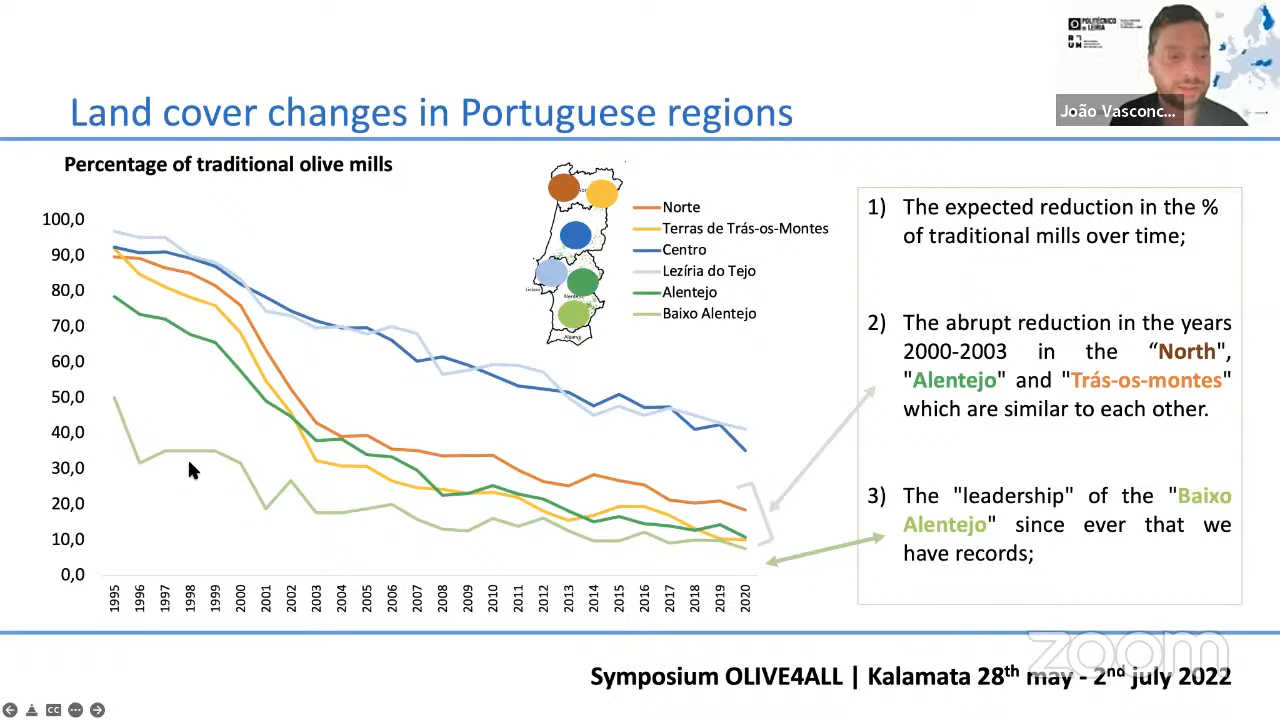 POLITÉCNICO
DE LEIRIA
João Vasconc...
Land cover changes in Portuguese regions
Percentage of traditional olive mills
100,0
90,0
80,0
70,0
60,0
50,0
40,0
30,0
20,0
10,0
0,0
1995
1996
1997
1998
1999
2000
2001
2002
2003
2004
2005
2006
2007
2008
2009
2010
2011
2012
2013
2014
2015
2016
2017
2018
2019
2020
Norte
Terras de Trás-os-Montes
Centro
Lezíria do Tejo
Alentejo
Baixo Alentejo
1) The expected reduction in the %
of traditional mills over time;
2) The abrupt reduction in the years
2000-2003 in the “North",
"Alentejo" and "Trás-os-montes"
which are similar to each other.
3) The "leadership" of the "Baixo
Alentejo" since ever that we
have records;
zoom
Symposium OLIVE4ALL | Kalamata 28th may - 2nd july 2022
CC